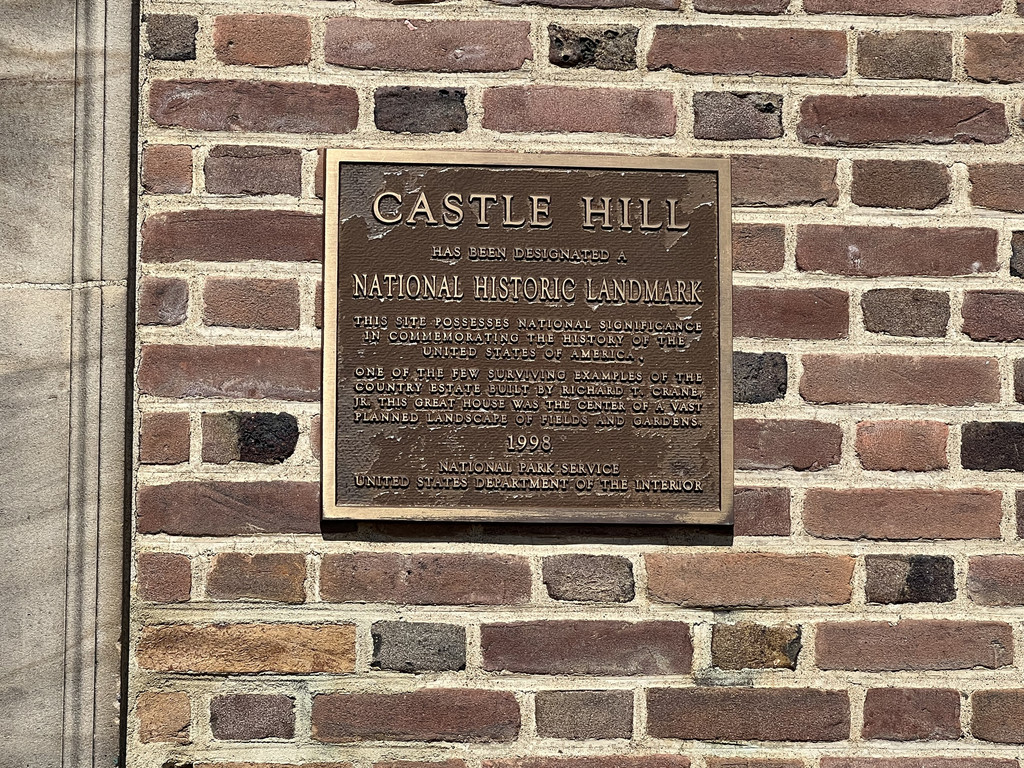 CASTLE HILL
HAS BEEN DESIGNATED A
NATIONAL HISTORIC LANDMARK
THIS SITE POSSESSES NATIONAL SIGNIFICANCE
IN COMMEMORATING THE HISTORY OF THE
UNITED STATES OF AMERICA.
ONE OF THE FEW SURVIVING EXAMPLES OF THE
COUNTRY ESTATE BUILT BY RICHARD T. CRANE,
JR. THIS GREAT HOUSE WAS THE CENTER OF A VAST
PLANNED LANDSCAPE OF FIELDS AND GARDENS.
1998
NATIONAL PARK SERVICE
UNITED STATES DEPARTMENT OF THE INTERIOR